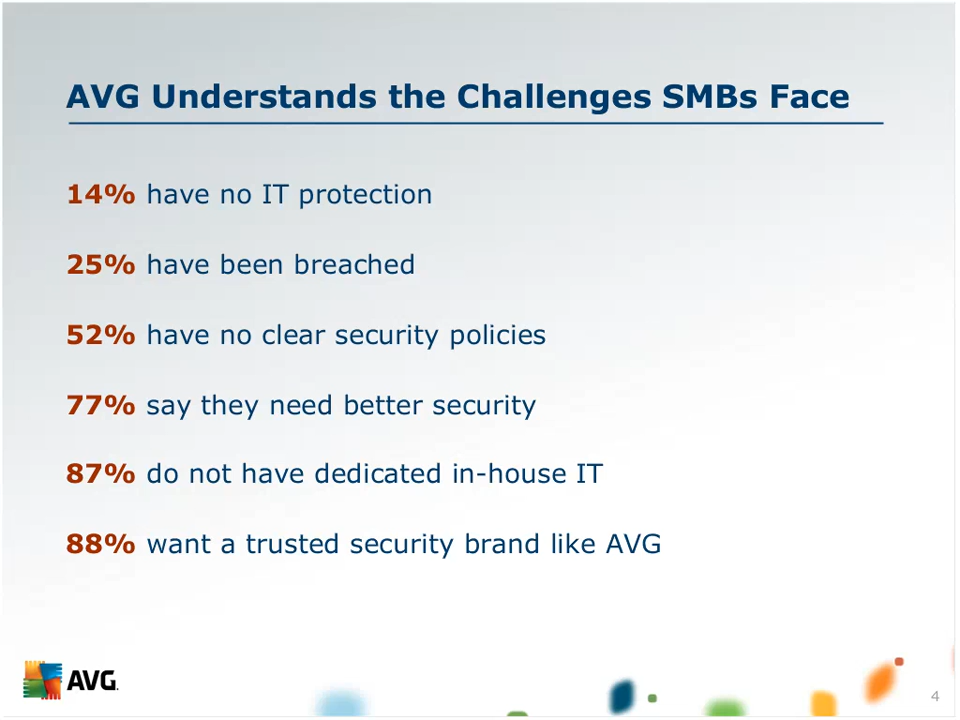 AVG Understands the Challenges SMBs Face
14% have no IT protection
25% have been breached
52% have no clear security policies
77% say they need better security
87% do not have dedicated in-house IT
88% want a trusted security brand like AVG
AVG.
4